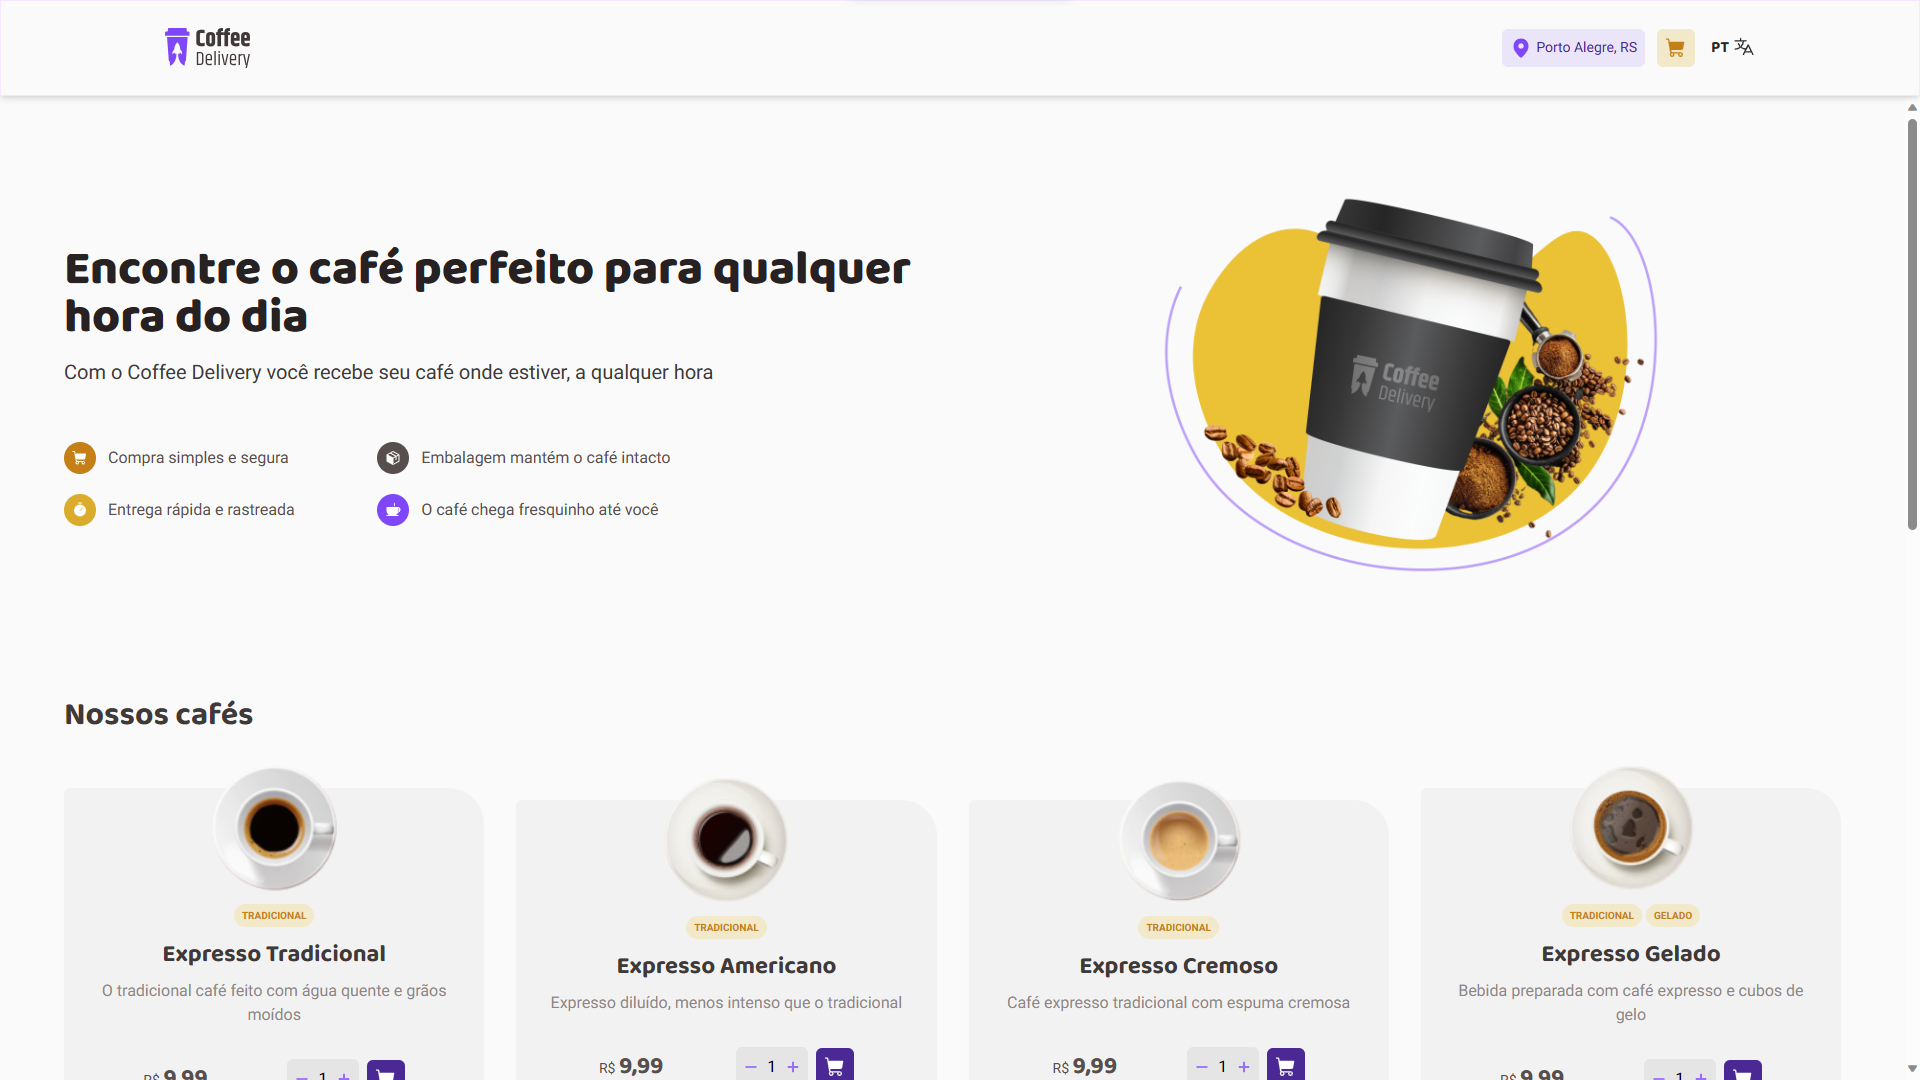 Coffee
Delivery
Porto Alegre, RS
PT
Encontre o café perfeito para qualquer
hora do dia
Com o Coffee Delivery você recebe seu café onde estiver, a qualquer hora
Coffee
Delivery
Compra simples e segura
Embalagem mantém o café intacto
Entrega rápida e rastreada
O café chega fresquinho até você
Nossos cafés
TRADICIONAL
Expresso Tradicional
O tradicional café feito com água quente e grãos
moídos
R$ 9,99
1
TRADICIONAL
Expresso Americano
Expresso diluído, menos intenso que o tradicional
R$ 9,99
1
TRADICIONAL
Expresso Cremoso
Café expresso tradicional com espuma cremosa
R$ 9,99
1
TRADICIONAL GELADO
Expresso Gelado
Bebida preparada com café expresso e cubos de
gelo
R$ 9,99
1